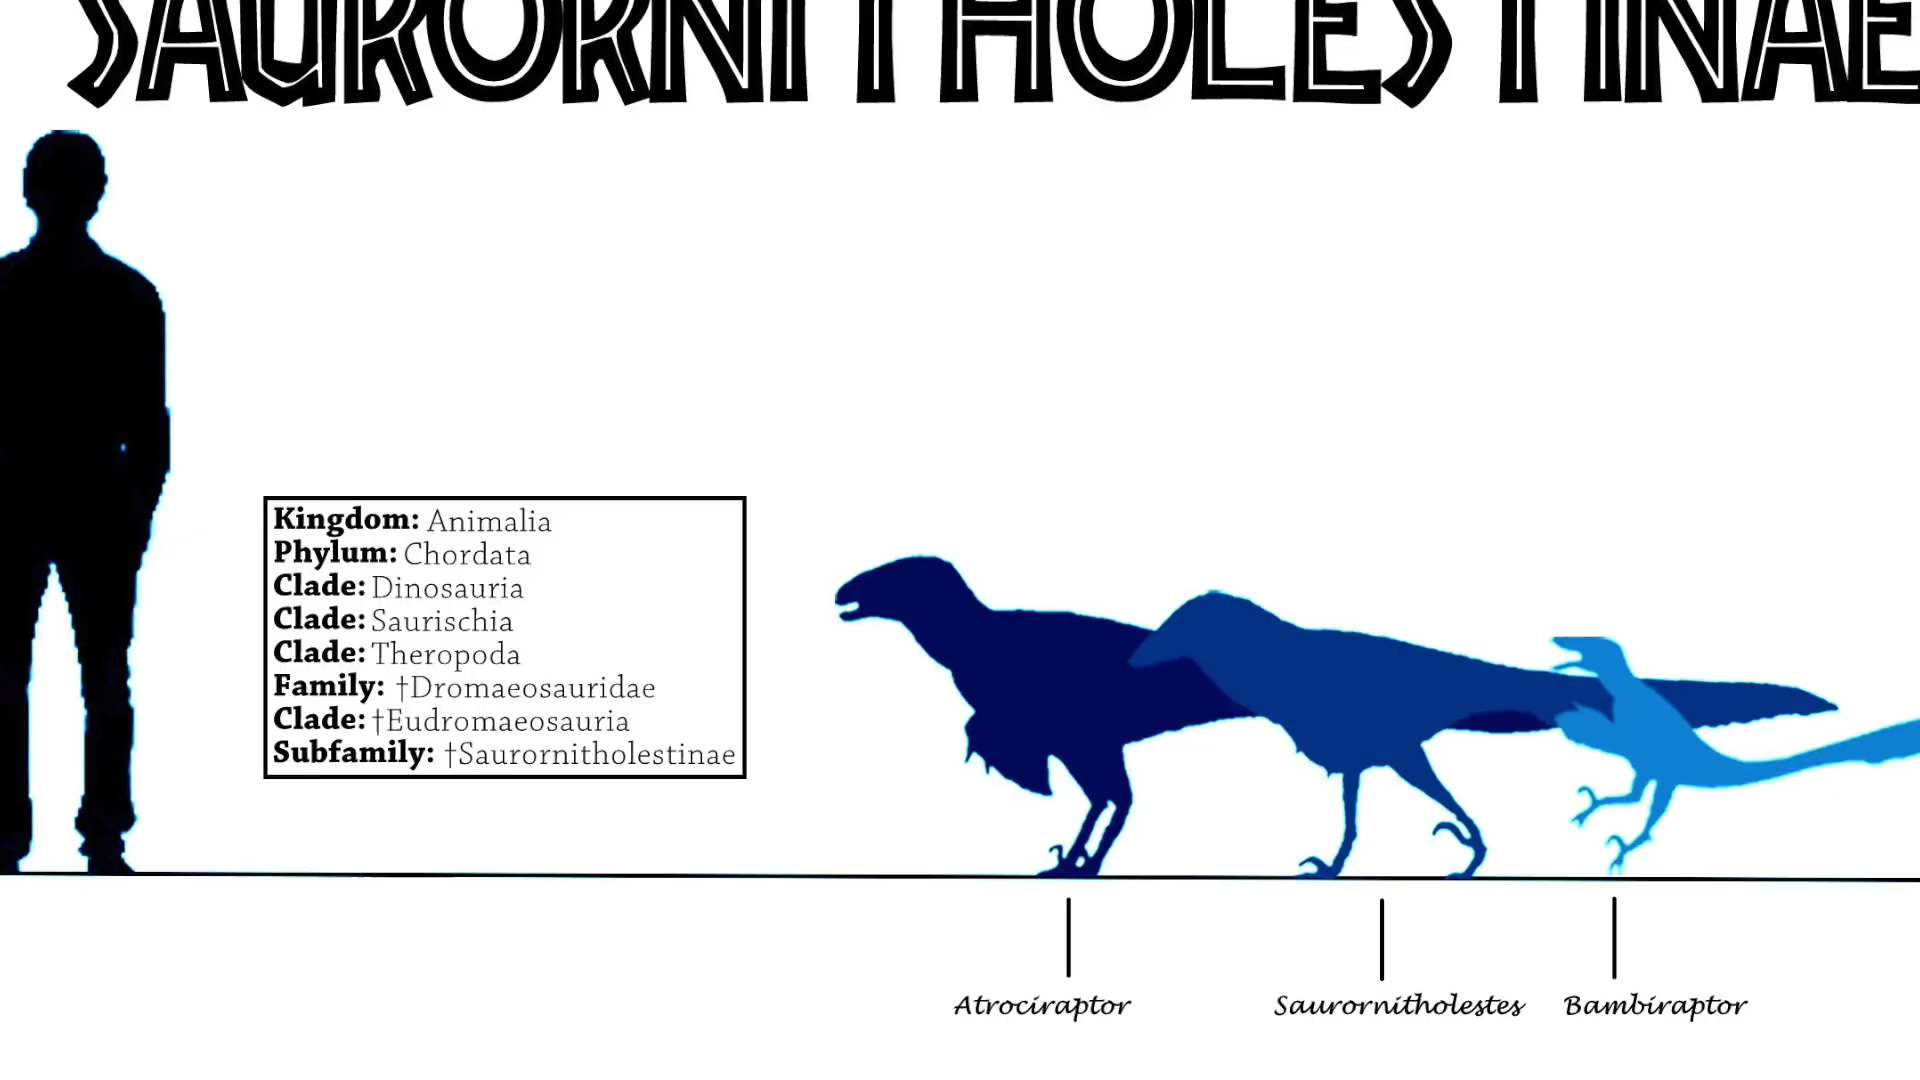 SAURORNITHOLESTINAE
Kingdom: Animalia
Phylum: Chordata
Clade: Dinosauria
Clade: Saurischia
Clade: Theropoda
Family: †Dromaeosauridae
Clade: †Eudromaeosauria
Subfamily: †Saurornitholestinae
Atrociraptor Saurornitholestes Bambiraptor